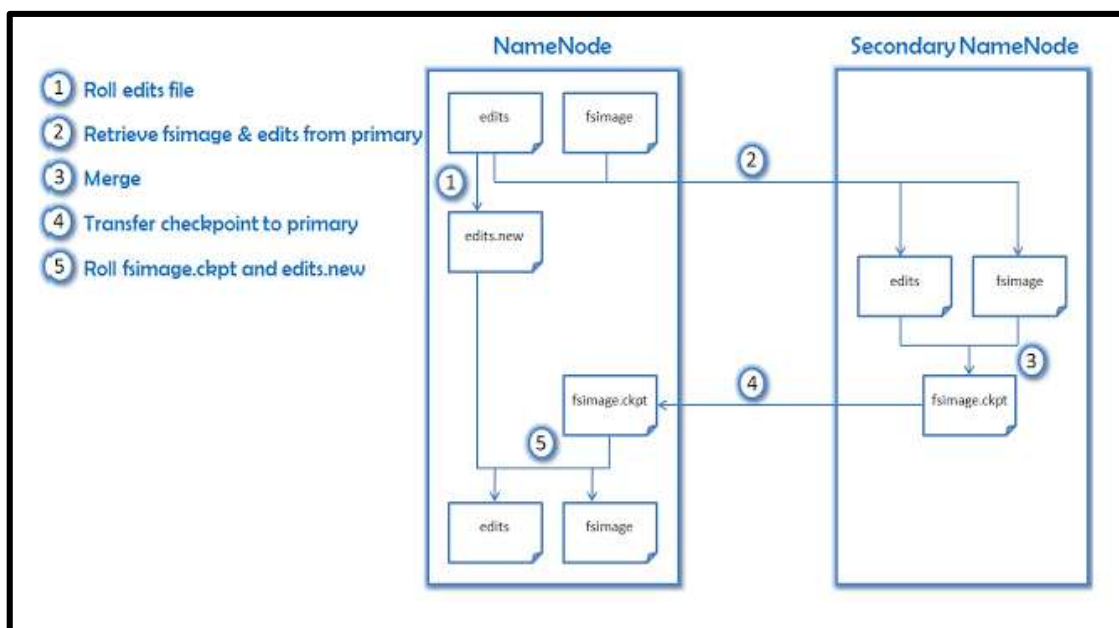 NameNode
Secondary NameNode
1 Roll edits file
2 Retrieve fsimage & edits from primary
3 Merge
4 Transfer checkpoint to primary
5 Roll fsimage.ckpt and edits.new
edits
fsimage
2
1
edits.new
edits
fsimage
3
4
fsimage.ckpt
fsimage.ckpt
5
edits
fsimage